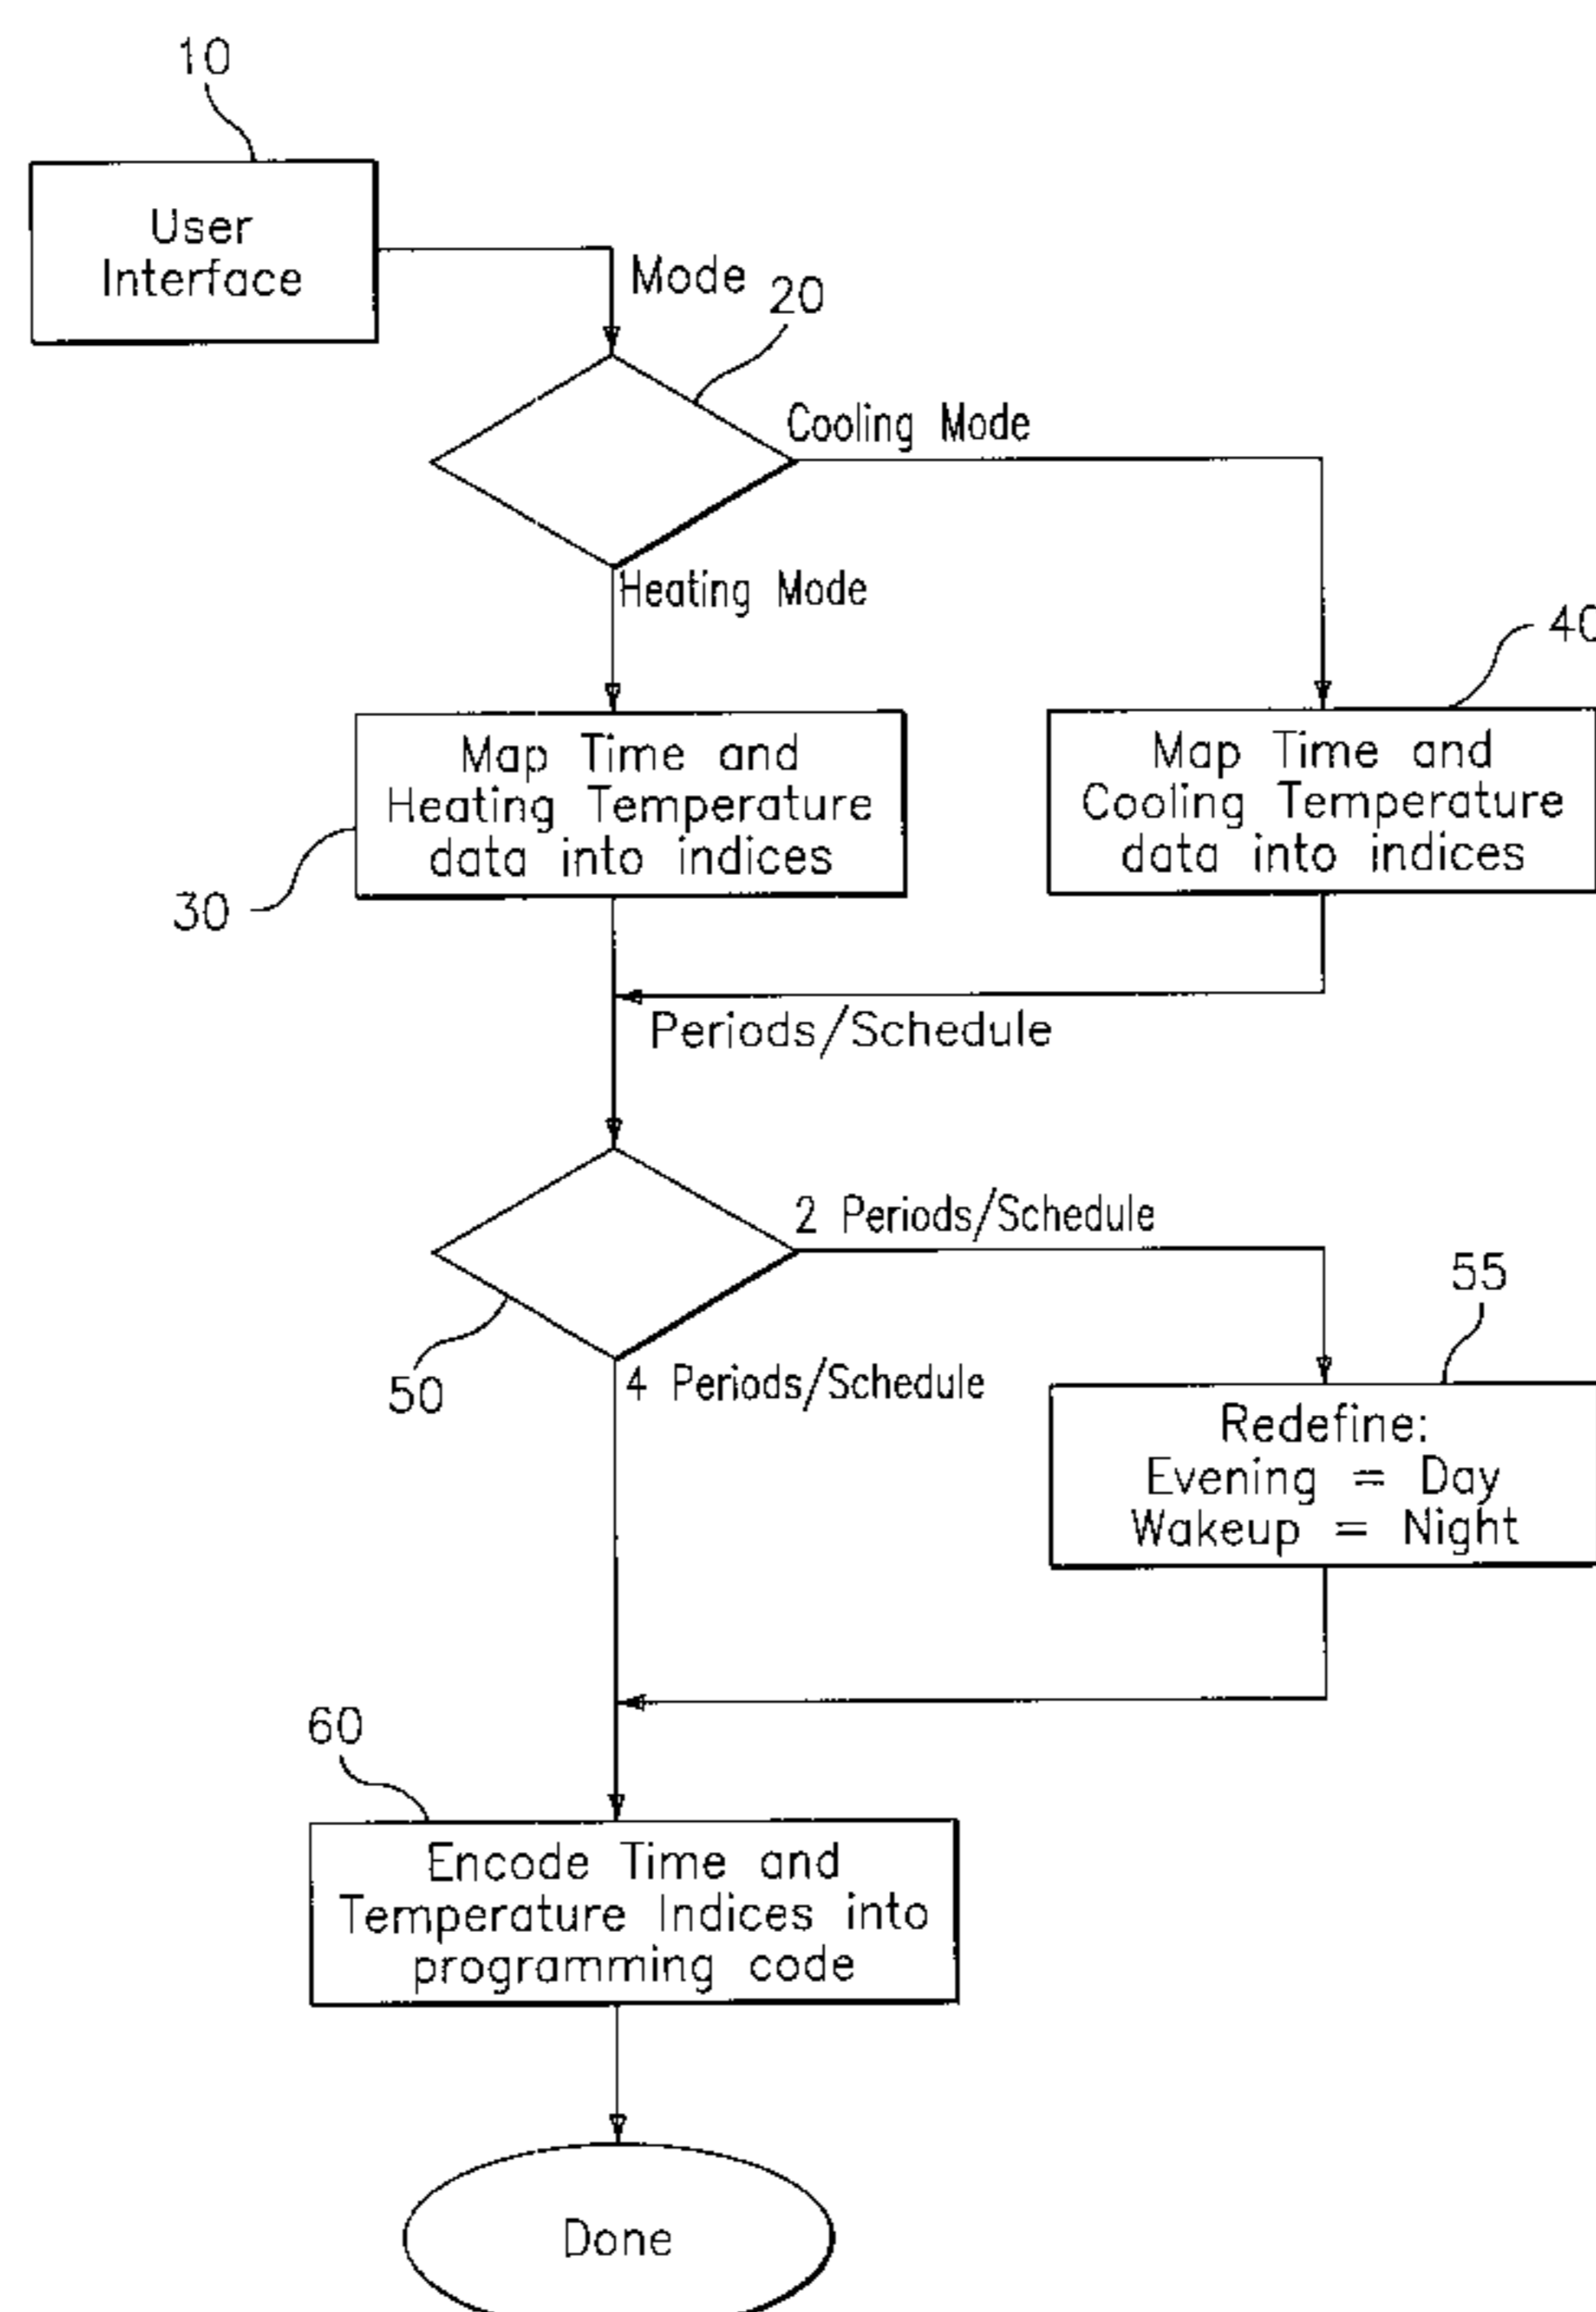 10
User
Interface
Mode
20
Cooling Mode
Heating Mode
40
Map Time and
Heating Temperature
data into indices
Map Time and
Cooling Temperature
data into indices
30
Periods/Schedule
2 Periods/Schedule
55
50
4 Periods/Schedule
Redefine:
Evening = Day
Wakeup = Night
60
Encode Time and
Temperature Indices into
programming code
Done